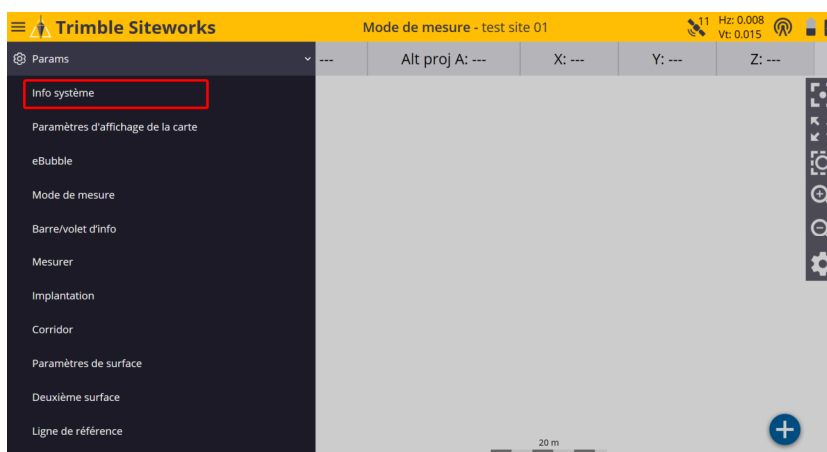 Trimble Siteworks
Mode de mesure - test site 01
11
Hz: 0.008
Vt: 0.015
Params
---
Alt proj A: ---
X: ---
Y: ---
Z: ---
Info système
Paramètres d'affichage de la carte
eBubble
Mode de mesure
Barre/volet d'info
Mesurer
Implantation
Corridor
Paramètres de surface
Deuxième surface
Ligne de référence
20 m